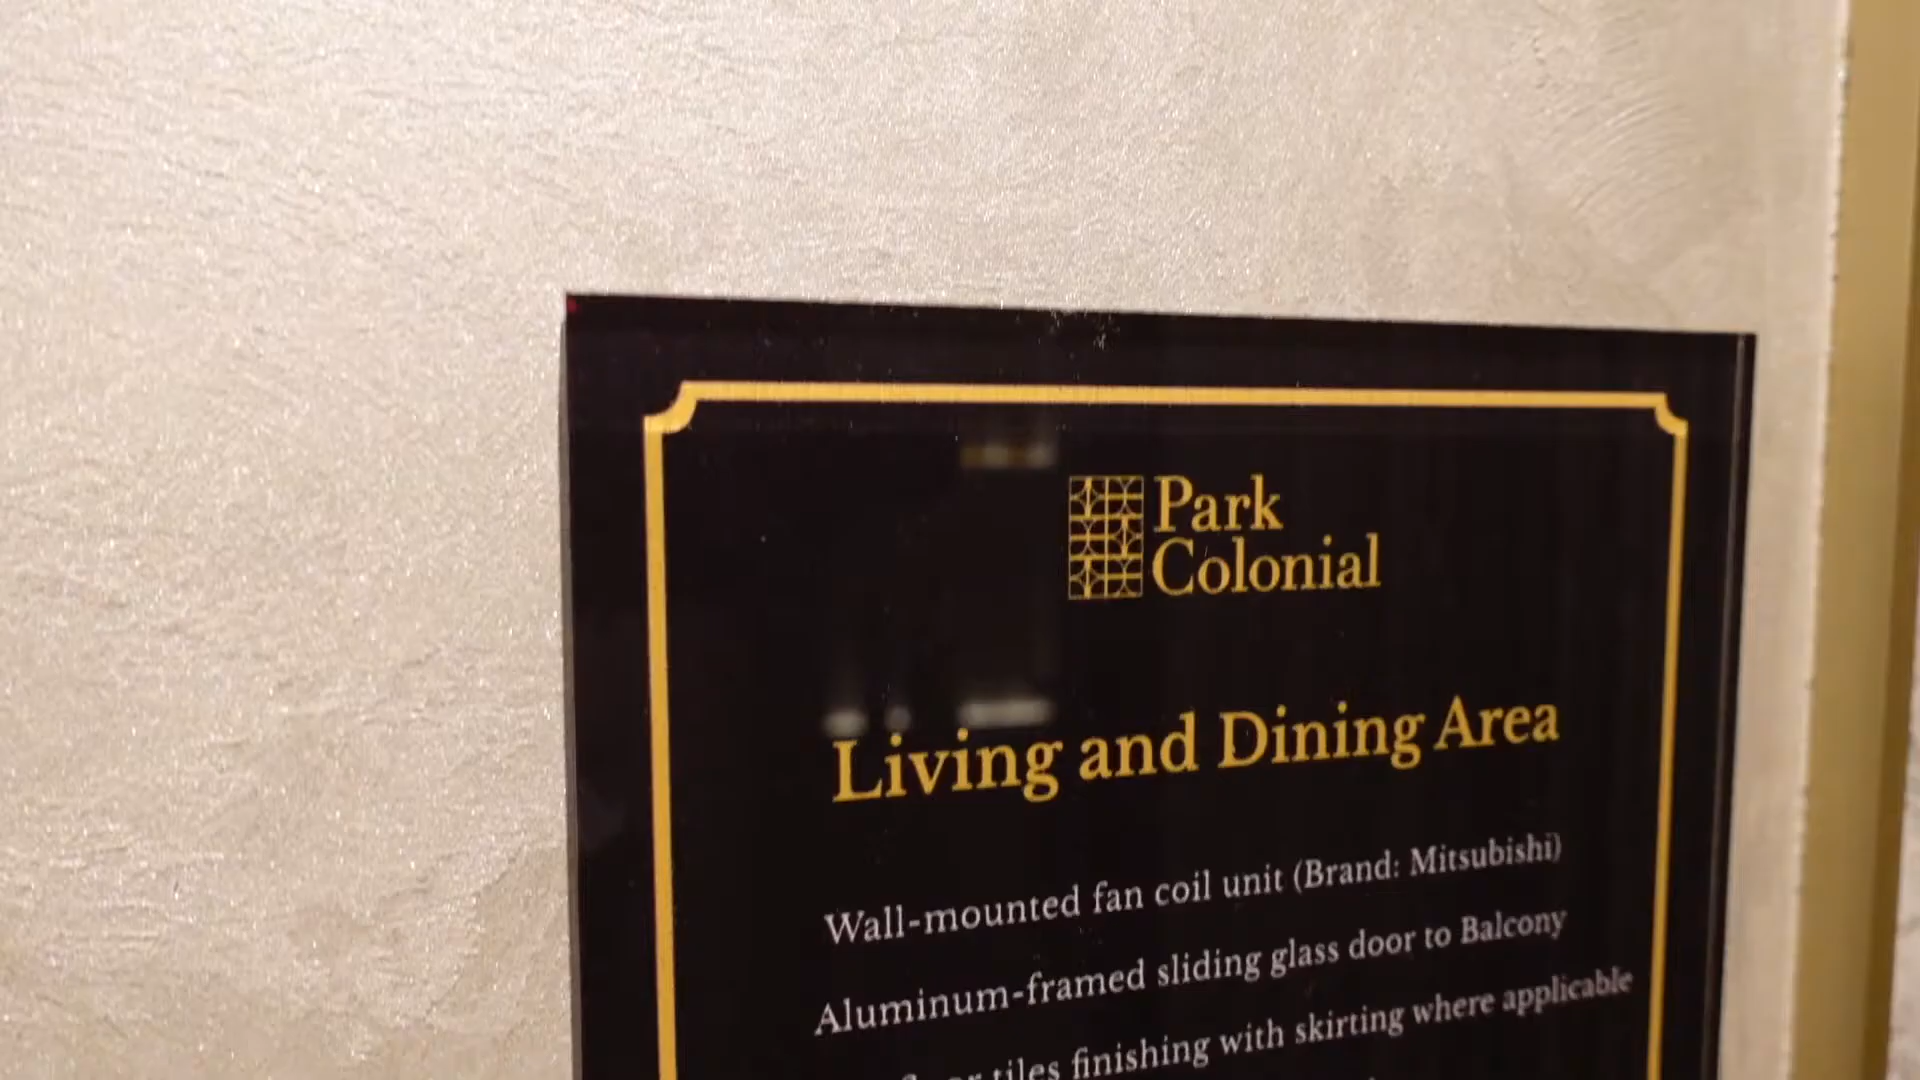 Park
Colonial
Living and Dining Area
Wall-mounted fan coil unit (Brand: Mitsubishi)
Aluminum-framed sliding glass door to Balcony
tiles finishing with skirting where applicable